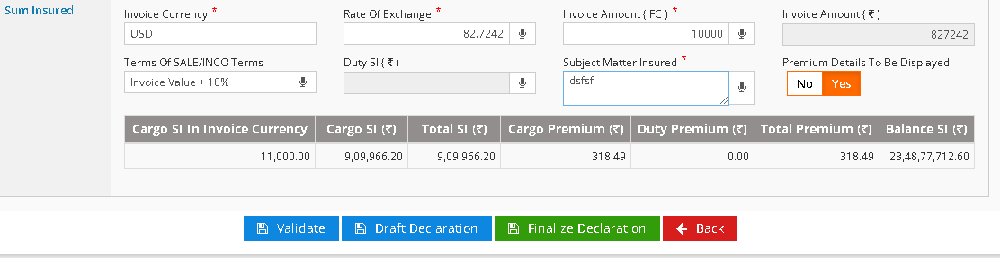 Sum Insured
Invoice Currency * Rate Of Exchange * Invoice Amount ( FC ) * Invoice Amount ( ₹ )
USD 82.7242 10000 827242
Terms Of SALE/INCO Terms Duty SI ( ₹ ) Subject Matter Insured * Premium Details To Be Displayed
Invoice Value + 10% dsfsf No Yes
Cargo SI In Invoice Currency Cargo SI (₹) Total SI (₹) Cargo Premium (₹) Duty Premium (₹) Total Premium (₹) Balance SI (₹)
11,000.00 9,09,966.20 9,09,966.20 318.49 0.00 318.49 23,48,77,712.60
Validate Draft Declaration Finalize Declaration Back